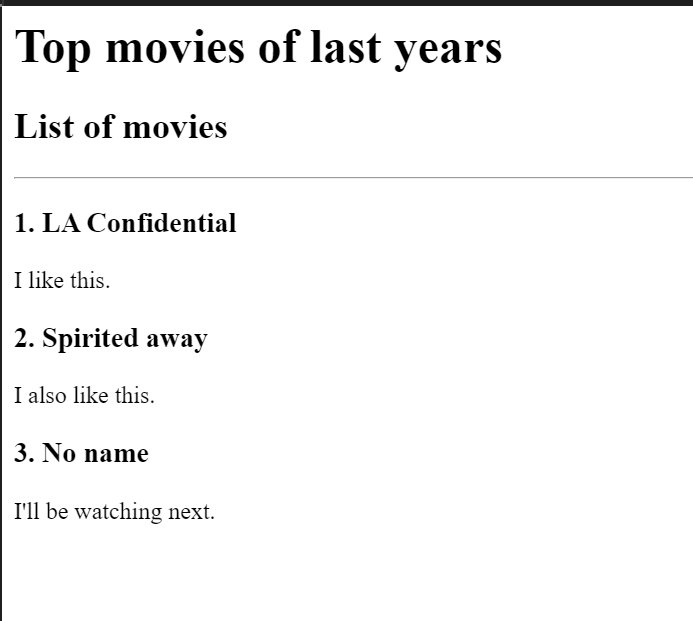 Top movies of last years
List of movies
1. LA Confidential
I like this.
2. Spirited away
I also like this.
3. No name
I'll be watching next.